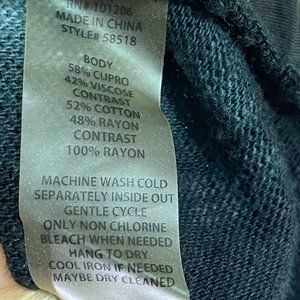 RN# 101206
MADE IN CHINA
STYLE# 58518
BODY
58% CUPRO
42% VISCOSE
CONTRAST
52% COTTON
48% RAYON
CONTRAST
100% RAYON
MACHINE WASH COLD
SEPARATELY INSIDE OUT
GENTLE CYCLE
ONLY NON CHLORINE
BLEACH WHEN NEEDED
HANG TO DRY
COOL IRON IF NEEDED
MAY BE DRY CLEANED